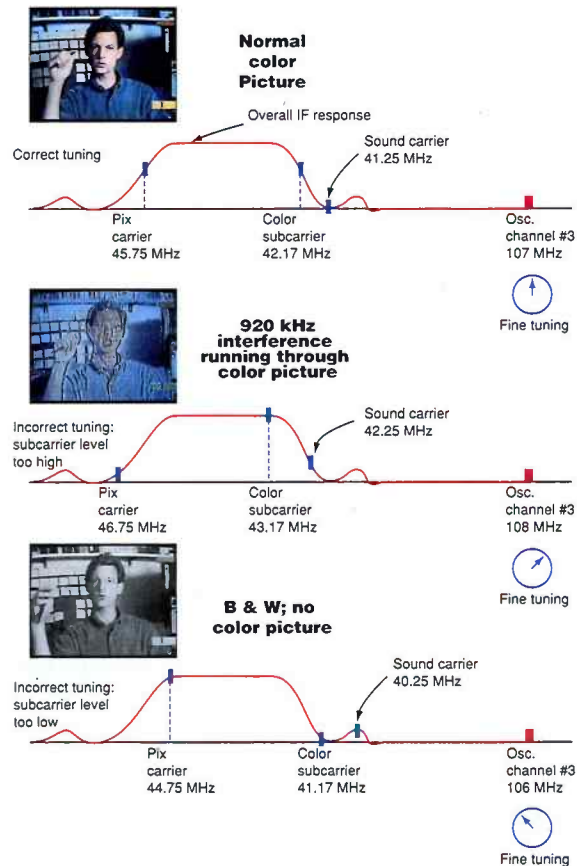 Normal
color
Picture
Overall IF response
Sound carrier
41.25 MHz
Correct tuning
Pix
carrier
45.75 MHz
Color
subcarrier
42.17 MHz
Osc.
channel #3
107 MHz
Fine tuning
920 kHz
interference
running through
color picture
Sound carrier
42.25 MHz
Incorrect tuning:
subcarrier level
too high
Pix
carrier
46.75 MHz
Color
subcarrier
43.17 MHz
Osc.
channel #3
108 MHz
Fine tuning
B & W; no
color picture
Sound carrier
40.25 MHz
Incorrect tuning:
subcarrier level
too low
Pix
carrier
44.75 MHz
Color
subcarrier
41.17 MHz
Osc.
channel #3
106 MHz
Fine tuning